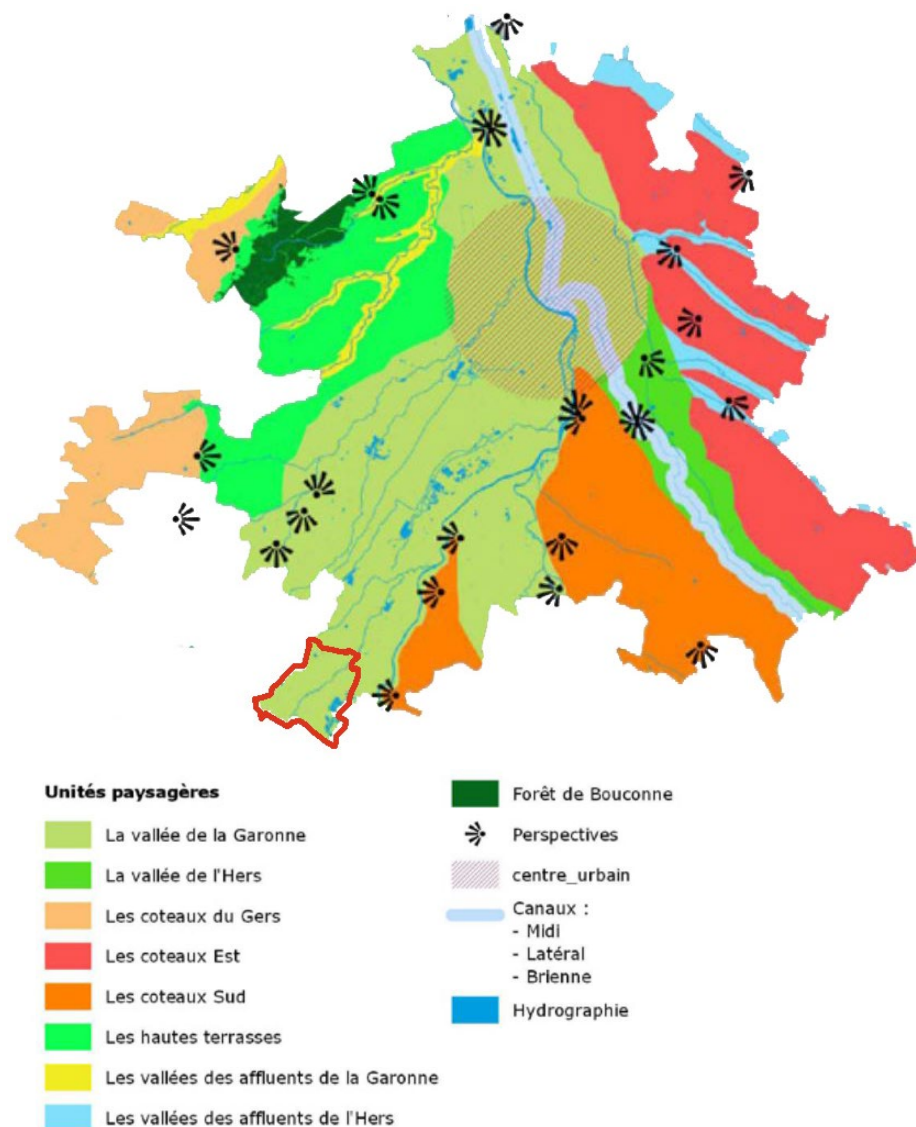 Unités paysagères
La vallée de la Garonne
La vallée de l'Hers
Les coteaux du Gers
Les coteaux Est
Les coteaux Sud
Les hautes terrasses
Les vallées des affluents de la Garonne
Les vallées des affluents de l'Hers
Forêt de Bouconne
Perspectives
centre_urbain
Canaux :
- Midi
- Latéral
- Brienne
Hydrographie